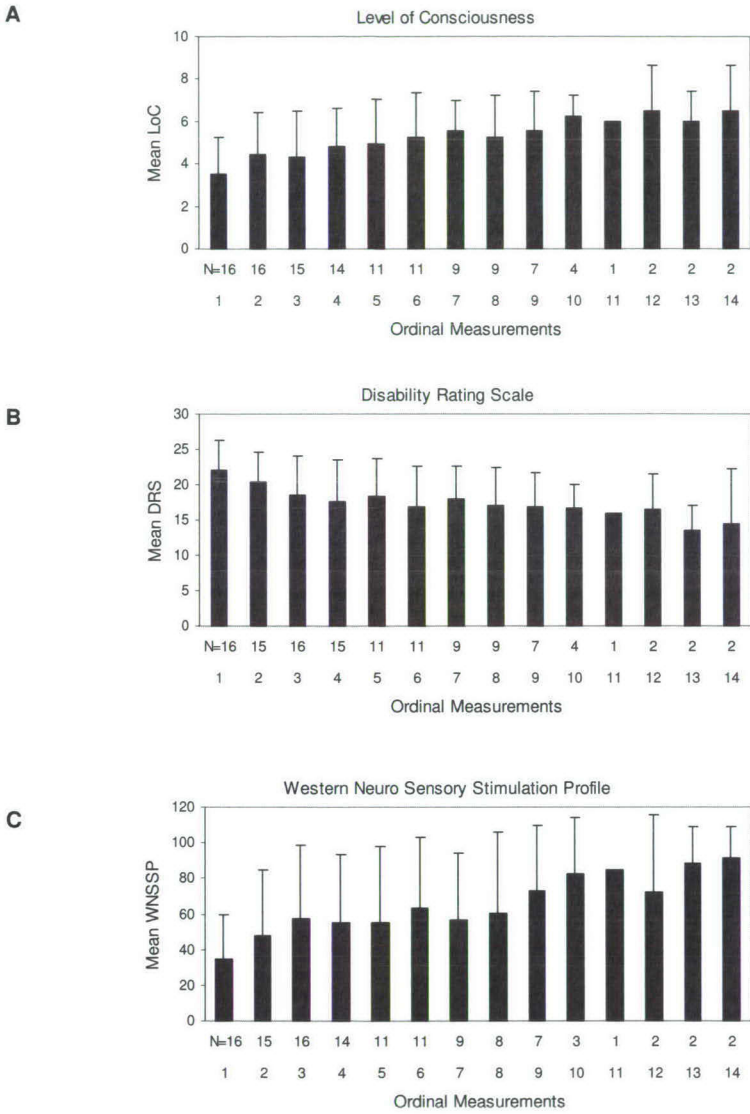 A
Level of Consciousness
10
8
6
4
2
0
Mean LoC
N=16 16 15 14 11 11 9 9 7 4 1 2 2 2
1 2 3 4 5 6 7 8 9 10 11 12 13 14
Ordinal Measurements
B
Disability Rating Scale
30
25
20
15
10
5
0
Mean DRS
N=16 15 16 15 11 11 9 9 7 4 1 2 2 2
1 2 3 4 5 6 7 8 9 10 11 12 13 14
Ordinal Measurements
C
Western Neuro Sensory Stimulation Profile
120
100
80
60
40
20
0
Mean WNSSP
N=16 15 16 14 11 11 9 8 7 3 1 2 2 2
1 2 3 4 5 6 7 8 9 10 11 12 13 14
Ordinal Measurements